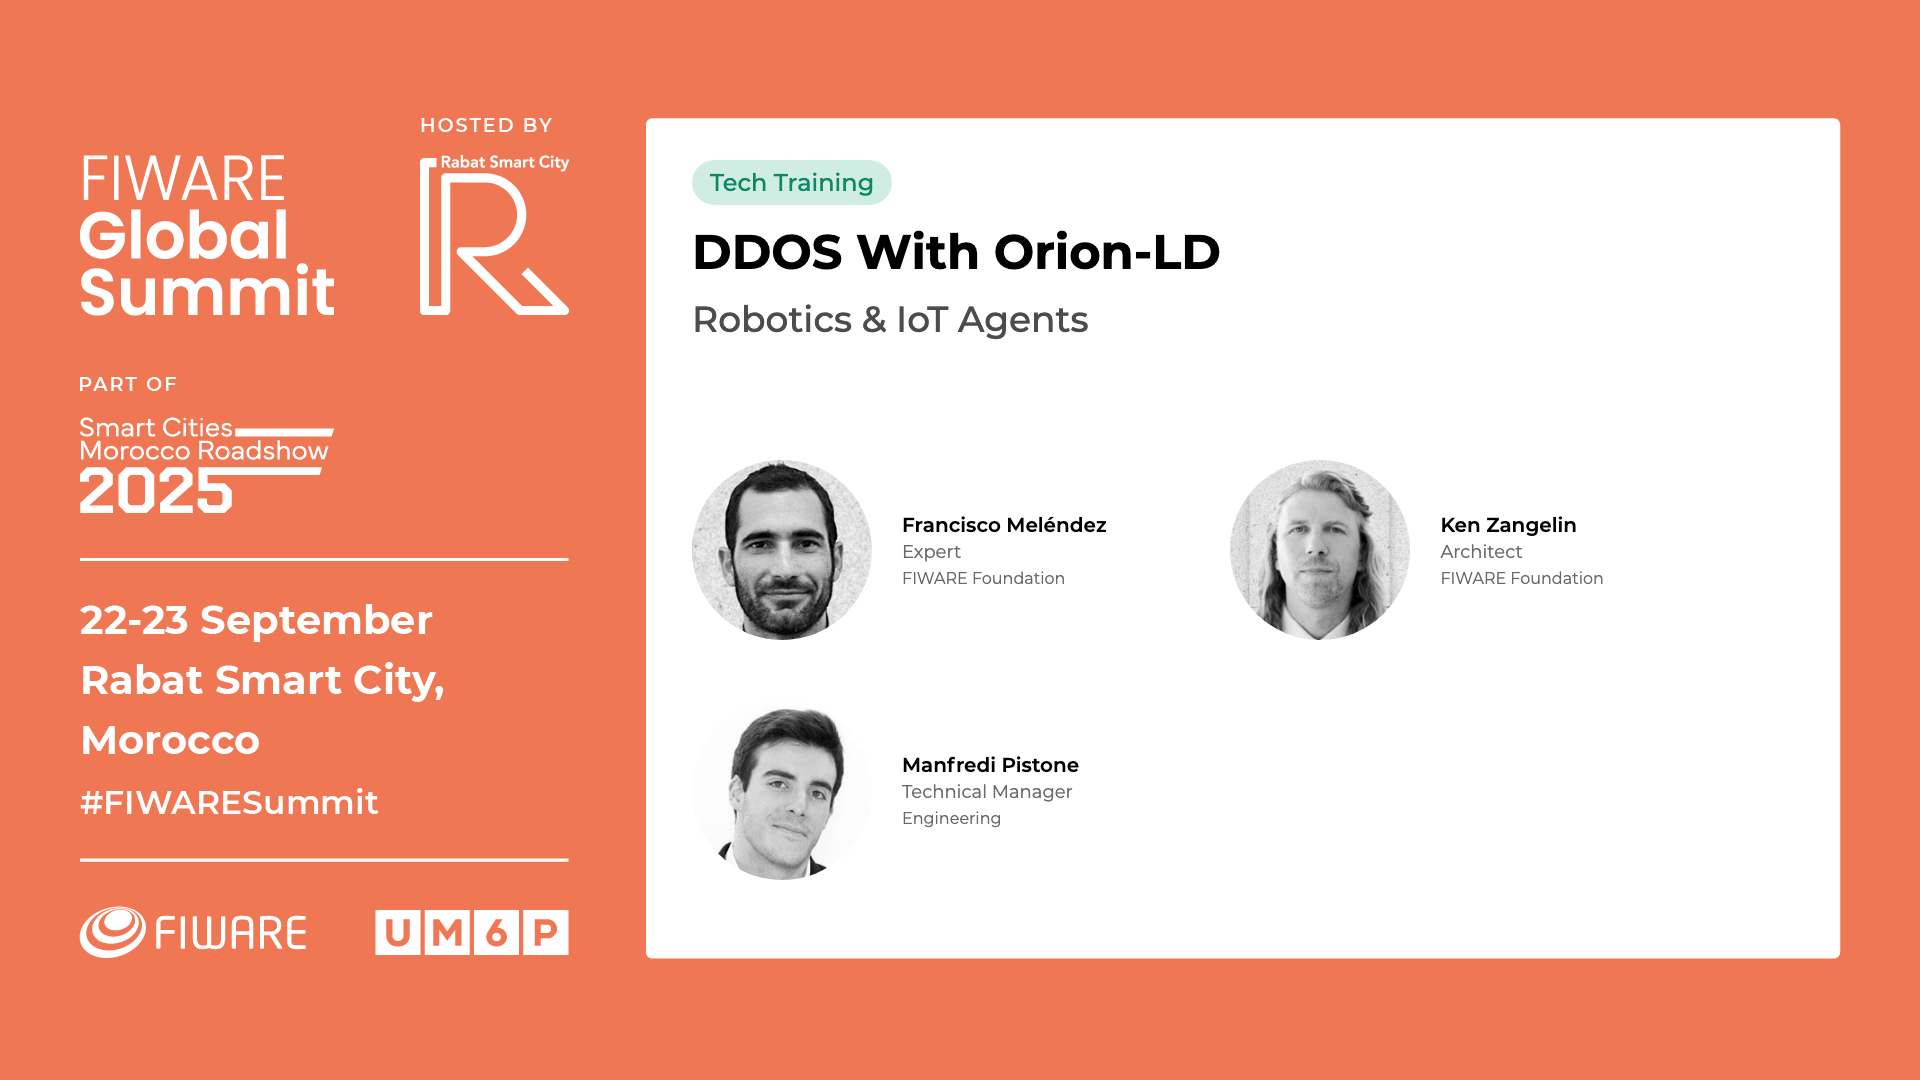 FIWARE
Global
Summit
HOSTED BY
Rabat Smart City
R
PART OF
Smart Cities
Morocco Roadshow
2025
22-23 September
Rabat Smart City,
Morocco
#FIWARESummit
FIWARE
UM6P
Tech Training
DDOS With Orion-LD
Robotics & IoT Agents
Francisco Meléndez
Expert
FIWARE Foundation
Ken Zangelin
Architect
FIWARE Foundation
Manfredi Pistone
Technical Manager
Engineering